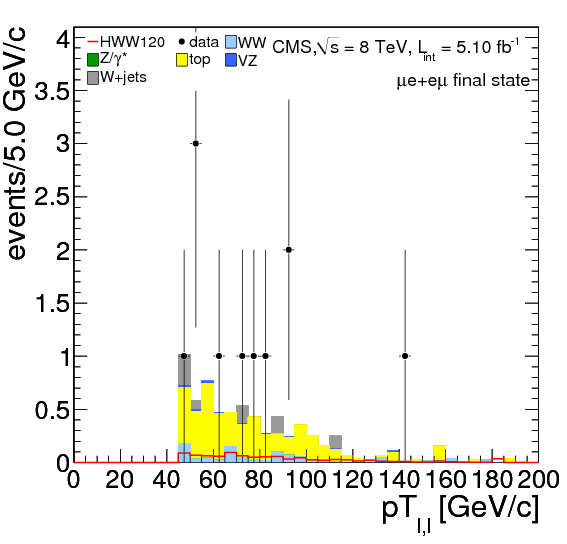 HWW120 data WW CMS,√s = 8 TeV, L_int = 5.10 fb⁻¹
Z/γ* top VZ
W+jets
μe+eμ final state
events/5.0 GeV/c
4
3.5
3
2.5
2
1.5
1
0.5
0
0 20 40 60 80 100 120 140 160 180 200
pT_l,l [GeV/c]